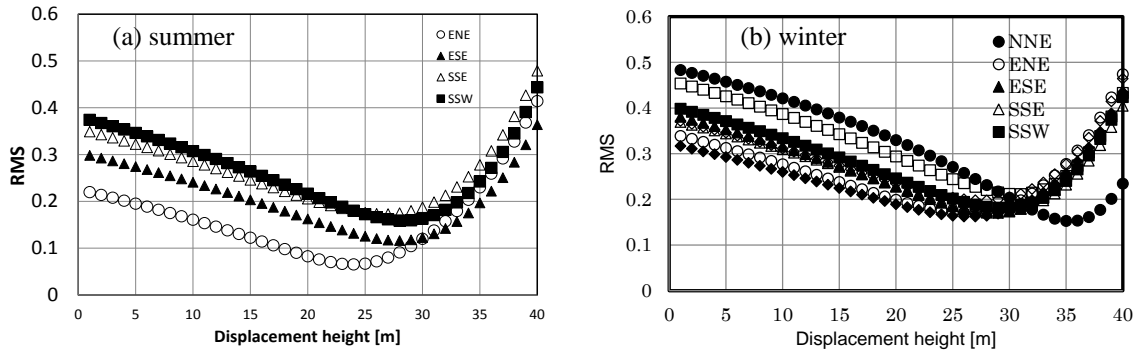 (a) summer
ENE
ESE
SSE
SSW
RMS
0.6
0.5
0.4
0.3
0.2
0.1
0
0 5 10 15 20 25 30 35 40
Displacement height [m]
(b) winter
NNE
ENE
ESE
SSE
SSW
RMS
0.6
0.5
0.4
0.3
0.2
0.1
0
0 5 10 15 20 25 30 35 40
Displacement height [m]